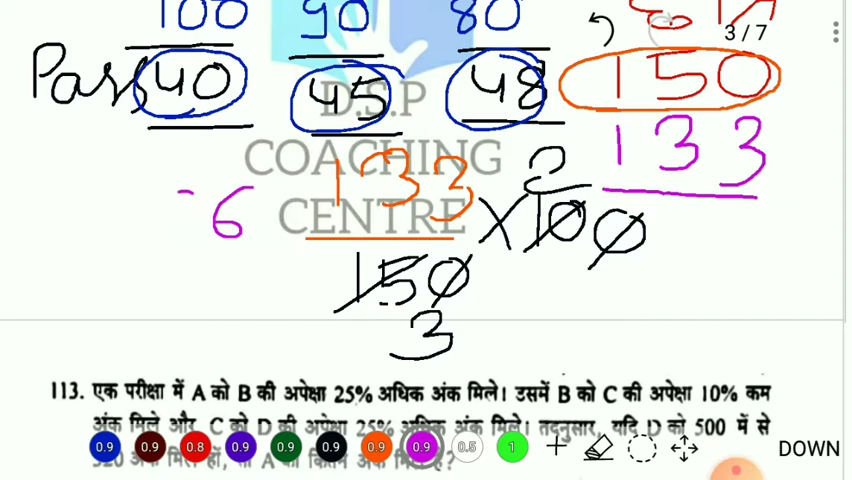 100 90 80
3/7
Pass 40 45 48 150
D.S.P
COACHING
CENTRE
133
133 × 100
2
-6
150
3
113. एक परीक्षा में A को B की अपेक्षा 25% अधिक अंक मिले। उसमें B को C की अपेक्षा 10% कम
अंक मिले और C को D की अपेक्षा 25% अधिक अंक मिले। तदनुसार, यदि D को 500 में से
320 अंक मिले हों, तो A को कितने अंक मिले है?
0.9 0.9 0.8 0.9 0.9 0.9 0.9 0.9 0.5 1
DOWN